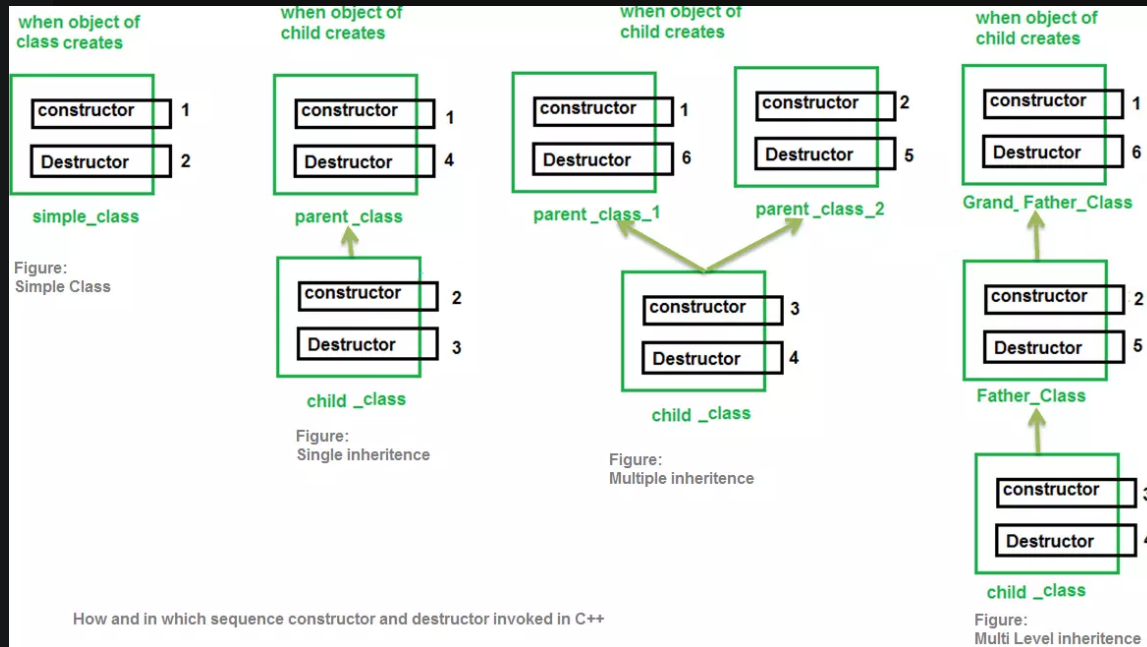 when object of
class creates
constructor 1
Destructor 2
simple_class
Figure:
Simple Class
when object of
child creates
constructor 1
Destructor 4
parent _class
constructor 2
Destructor 3
child _class
Figure:
Single inheritence
when object of
child creates
constructor 1
Destructor 6
parent _class_1
constructor 2
Destructor 5
parent _class_2
constructor 3
Destructor 4
child _class
Figure:
Multiple inheritence
when object of
child creates
constructor 1
Destructor 6
Grand_ Father_Class
constructor 2
Destructor 5
Father_Class
constructor
Destructor
child _class
Figure:
Multi Level inheritence
How and in which sequence constructor and destructor invoked in C++